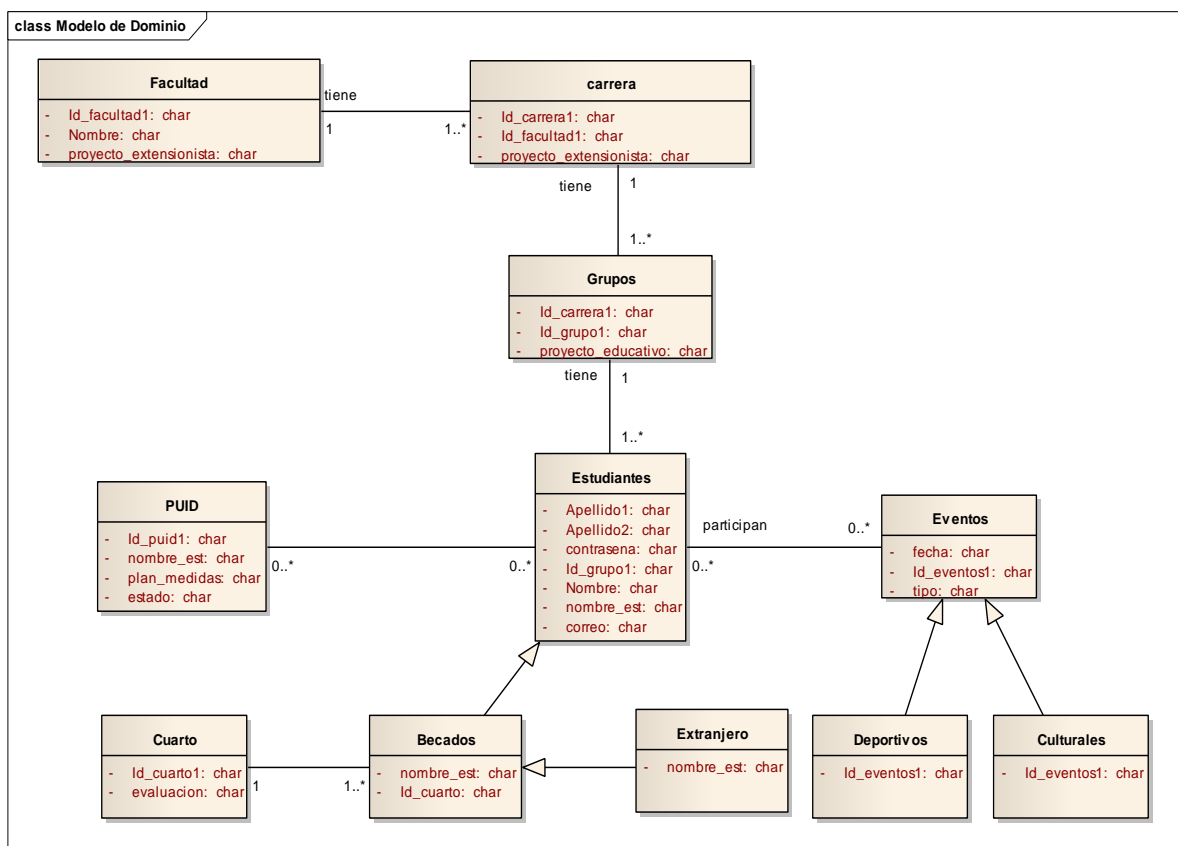 class Modelo de Dominio
Facultad
- Id_facultad1: char
- Nombre: char
- proyecto_extensionista: char
tiene
1
1..*
carrera
- Id_carrera1: char
- Id_facultad1: char
- proyecto_extensionista: char
tiene
1
1..*
Grupos
- Id_carrera1: char
- Id_grupo1: char
- proyecto_educativo: char
tiene
1
1..*
Estudiantes
- Apellido1: char
- Apellido2: char
- contrasena: char
- Id_grupo1: char
- Nombre: char
- nombre_est: char
- correo: char
PUID
- Id_puid1: char
- nombre_est: char
- plan_medidas: char
- estado: char
0..*
0..*
participan
0..*
0..*
Eventos
- fecha: char
- Id_eventos1: char
- tipo: char
Cuarto
- Id_cuarto1: char
- evaluacion: char
1
1..*
Becados
- nombre_est: char
- Id_cuarto: char
Extranjero
- nombre_est: char
Deportivos
- Id_eventos1: char
Culturales
- Id_eventos1: char